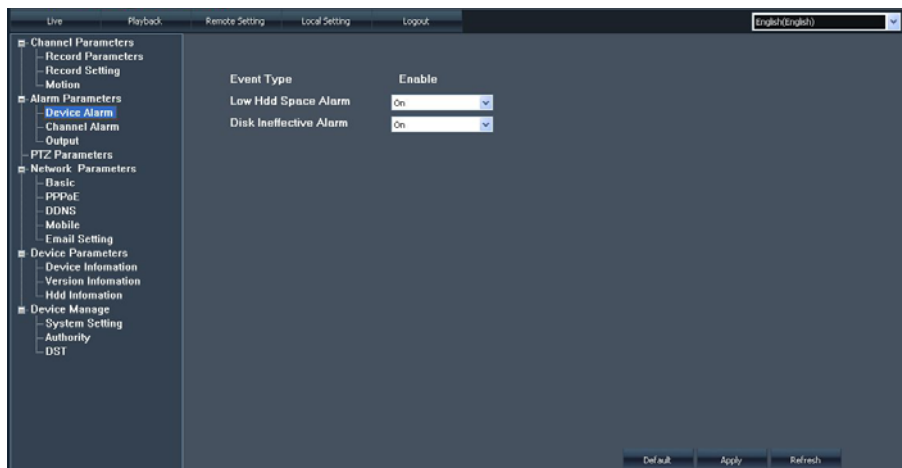 Live Playback Remote Setting Local Setting Logout English(English)
Channel Parameters
Record Parameters
Record Setting
Motion
Alarm Parameters
Device Alarm
Channel Alarm
Output
PTZ Parameters
Network Parameters
Basic
PPPoE
DDNS
Mobile
Email Setting
Device Parameters
Device Infomation
Version Infomation
Hdd Infomation
Device Manage
System Setting
Authority
DST
Event Type Enable
Low Hdd Space Alarm On
Disk Ineffective Alarm On
Default Apply Refresh